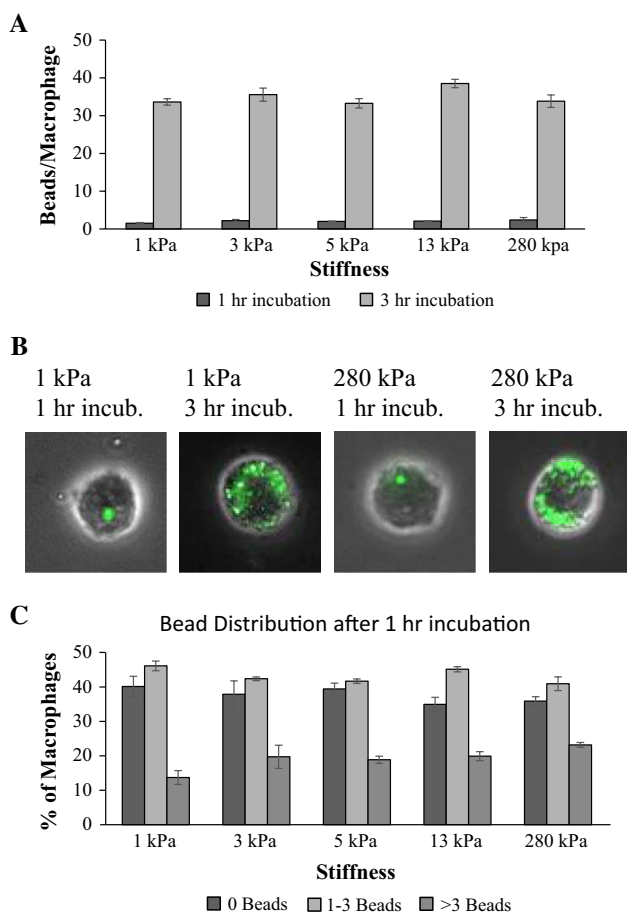 A
50
40
30
20
10
0
Beads/Macrophage
1 kPa 3 kPa 5 kPa 13 kPa 280 kpa
Stiffness
1 hr incubation 3 hr incubation
B
1 kPa 1 kPa 280 kPa 280 kPa
1 hr incub. 3 hr incub. 1 hr incub. 3 hr incub.
C
Bead Distribution after 1 hr incubation
50
40
30
20
10
0
% of Macrophages
1 kPa 3 kPa 5 kPa 13 kPa 280 kPa
Stiffness
0 Beads 1-3 Beads >3 Beads